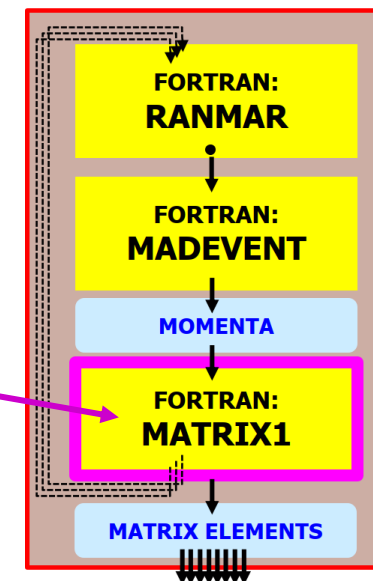 FORTRAN:
RANMAR
FORTRAN:
MADEVENT
MOMENTA
FORTRAN:
MATRIX1
MATRIX ELEMENTS